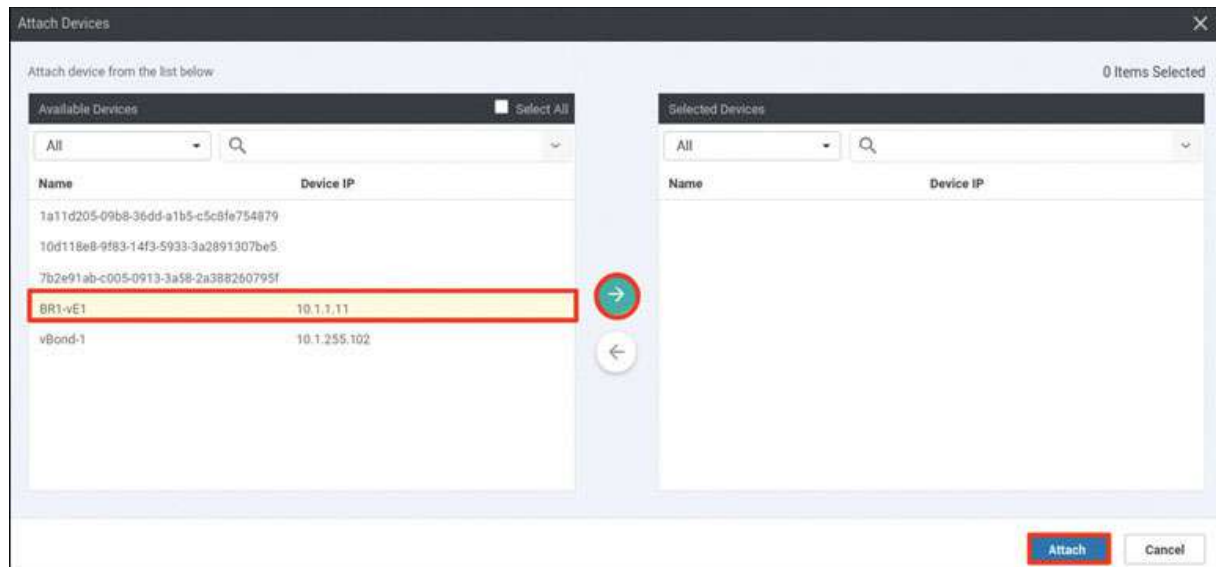 Attach Devices
Attach device from the list below
0 Items Selected
Available Devices
Select All
Selected Devices
All
All
Name Device IP
Name Device IP
1a11d205-09b8-36dd-a1b5-c5c8fe754879
10d118e8-9f83-14f3-5933-3a2891307be5
7b2e91ab-c005-0913-3a58-2a388260795f
BR1-vE1 10.1.1.11
vBond-1 10.1.255.102
Attach Cancel